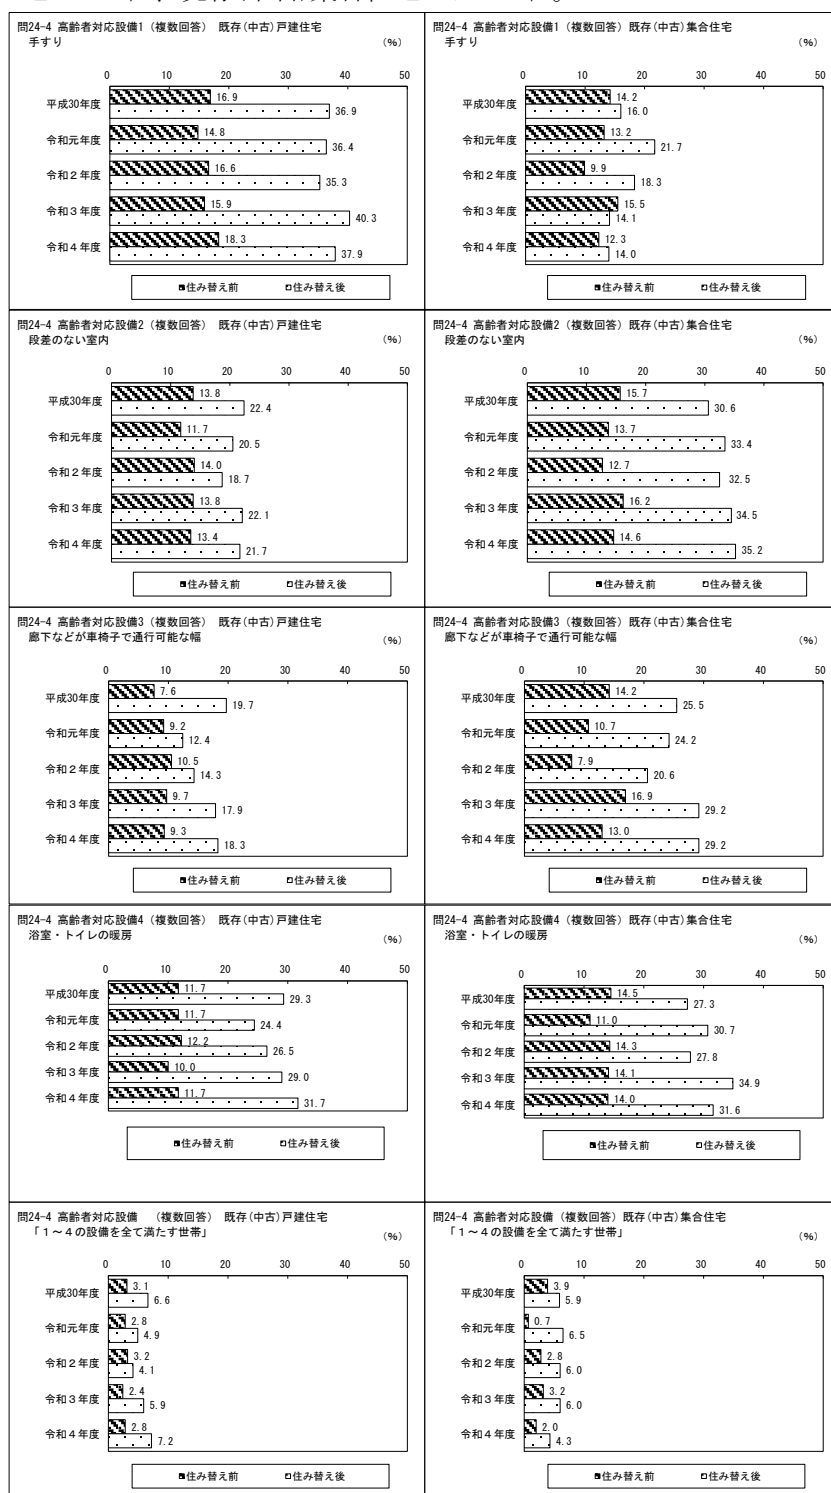 問24-4 高齢者対応設備1（複数回答） 既存(中古)戸建住宅
手すり
(%)
0 10 20 30 40 50
平成30年度 16.9 36.9
令和元年度 14.8 36.4
令和２年度 16.6 35.3
令和３年度 15.9 40.3
令和４年度 18.3 37.9
住み替え前 住み替え後
問24-4 高齢者対応設備1（複数回答）既存(中古)集合住宅
手すり
(%)
0 10 20 30 40 50
平成30年度 14.2 16.0
令和元年度 13.2 21.7
令和２年度 9.9 18.3
令和３年度 15.5 14.1
令和４年度 12.3 14.0
住み替え前 住み替え後
問24-4 高齢者対応設備2（複数回答） 既存(中古)戸建住宅
段差のない室内
(%)
0 10 20 30 40 50
平成30年度 13.8 22.4
令和元年度 11.7 20.5
令和２年度 14.0 18.7
令和３年度 13.8 22.1
令和４年度 13.4 21.7
住み替え前 住み替え後
問24-4 高齢者対応設備2（複数回答）既存(中古)集合住宅
段差のない室内
(%)
0 10 20 30 40 50
平成30年度 15.7 30.6
令和元年度 13.7 33.4
令和２年度 12.7 32.5
令和３年度 16.2 34.5
令和４年度 14.6 35.2
住み替え前 住み替え後
問24-4 高齢者対応設備3（複数回答） 既存(中古)戸建住宅
廊下などが車椅子で通行可能な幅
(%)
0 10 20 30 40 50
平成30年度 7.6 19.7
令和元年度 9.2 12.4
令和２年度 10.5 14.3
令和３年度 9.7 17.9
令和４年度 9.3 18.3
住み替え前 住み替え後
問24-4 高齢者対応設備3（複数回答）既存(中古)集合住宅
廊下などが車椅子で通行可能な幅
(%)
0 10 20 30 40 50
平成30年度 14.2 25.5
令和元年度 10.7 24.2
令和２年度 7.9 20.6
令和３年度 16.9 29.2
令和４年度 13.0 29.2
住み替え前 住み替え後
問24-4 高齢者対応設備4（複数回答） 既存(中古)戸建住宅
浴室・トイレの暖房
(%)
0 10 20 30 40 50
平成30年度 11.7 29.3
令和元年度 11.7 24.4
令和２年度 12.2 26.5
令和３年度 10.0 29.0
令和４年度 11.7 31.7
住み替え前 住み替え後
問24-4 高齢者対応設備4（複数回答）既存(中古)集合住宅
浴室・トイレの暖房
(%)
0 10 20 30 40 50
平成30年度 14.5 27.3
令和元年度 11.0 30.7
令和２年度 14.3 27.8
令和３年度 14.1 34.9
令和４年度 14.0 31.6
住み替え前 住み替え後
問24-4 高齢者対応設備 （複数回答） 既存(中古)戸建住宅
「１～４の設備を全て満たす世帯」
(%)
0 10 20 30 40 50
平成30年度 3.1 6.6
令和元年度 2.8 4.9
令和２年度 3.2 4.1
令和３年度 2.4 5.9
令和４年度 2.8 7.2
住み替え前 住み替え後
問24-4 高齢者対応設備（複数回答）既存(中古)集合住宅
「１～４の設備を全て満たす世帯」
(%)
0 10 20 30 40 50
平成30年度 3.9 5.9
令和元年度 0.7 6.5
令和２年度 2.8 6.0
令和３年度 3.2 6.0
令和４年度 2.0 4.3
住み替え前 住み替え後